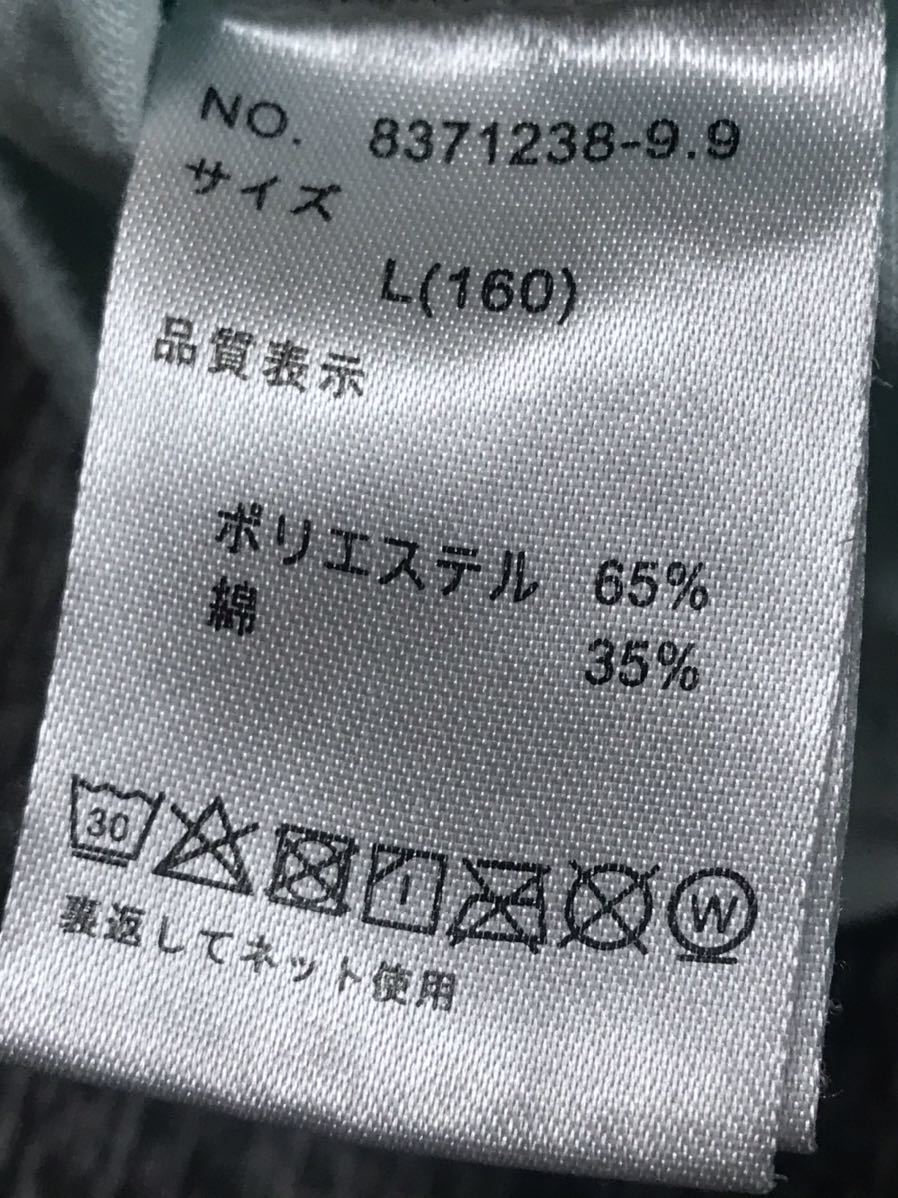 NO. 8371238-9.9
サイズ
L(160)
品質表示
ポリエステル 65%
綿 35%
30
W
裏返してネット使用